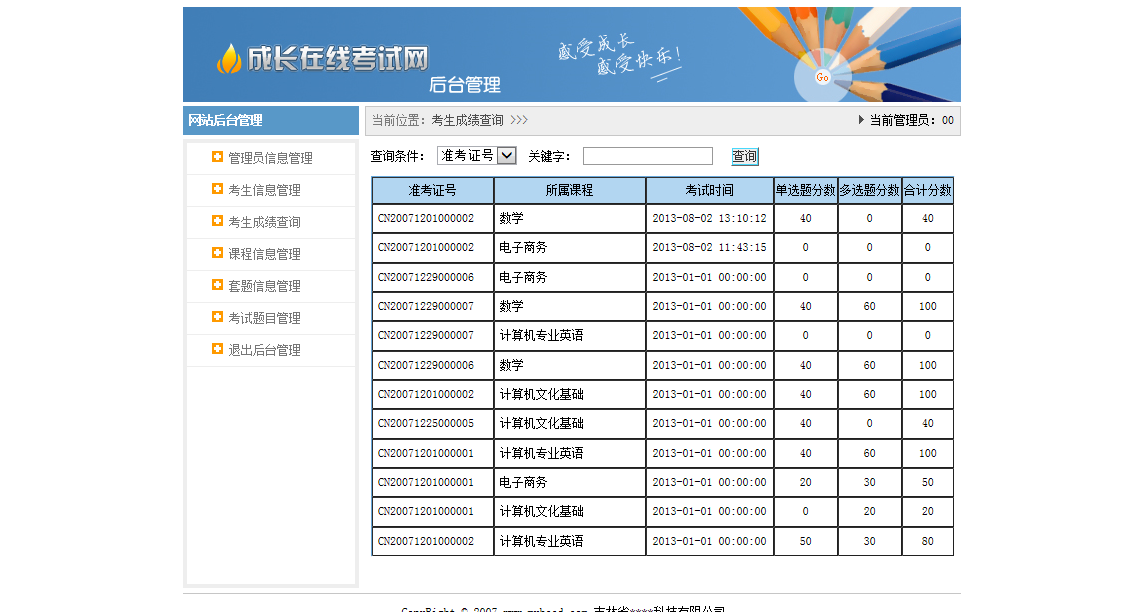 成长在线考试网
后台管理
感受成长
感受快乐!
Go
网站后台管理
当前位置: 考生成绩查询 >>>
当前管理员: 00
管理员信息管理
考生信息管理
考生成绩查询
课程信息管理
套题信息管理
考试题目管理
退出后台管理
查询条件: 准考证号 关键字: 查询
准考证号 所属课程 考试时间 单选题分数 多选题分数 合计分数
CN20071201000002 数学 2013-08-02 13:10:12 40 0 40
CN20071201000002 电子商务 2013-08-02 11:43:15 0 0 0
CN20071229000006 电子商务 2013-01-01 00:00:00 0 0 0
CN20071229000007 数学 2013-01-01 00:00:00 40 60 100
CN20071229000007 计算机专业英语 2013-01-01 00:00:00 0 0 0
CN20071229000006 数学 2013-01-01 00:00:00 40 60 100
CN20071201000002 计算机文化基础 2013-01-01 00:00:00 40 60 100
CN20071225000005 计算机文化基础 2013-01-01 00:00:00 40 0 40
CN20071201000001 计算机专业英语 2013-01-01 00:00:00 40 60 100
CN20071201000001 电子商务 2013-01-01 00:00:00 20 30 50
CN20071201000001 计算机文化基础 2013-01-01 00:00:00 0 20 20
CN20071201000002 计算机专业英语 2013-01-01 00:00:00 50 30 80
CopyRight © 2007 吉林省****科技有限公司